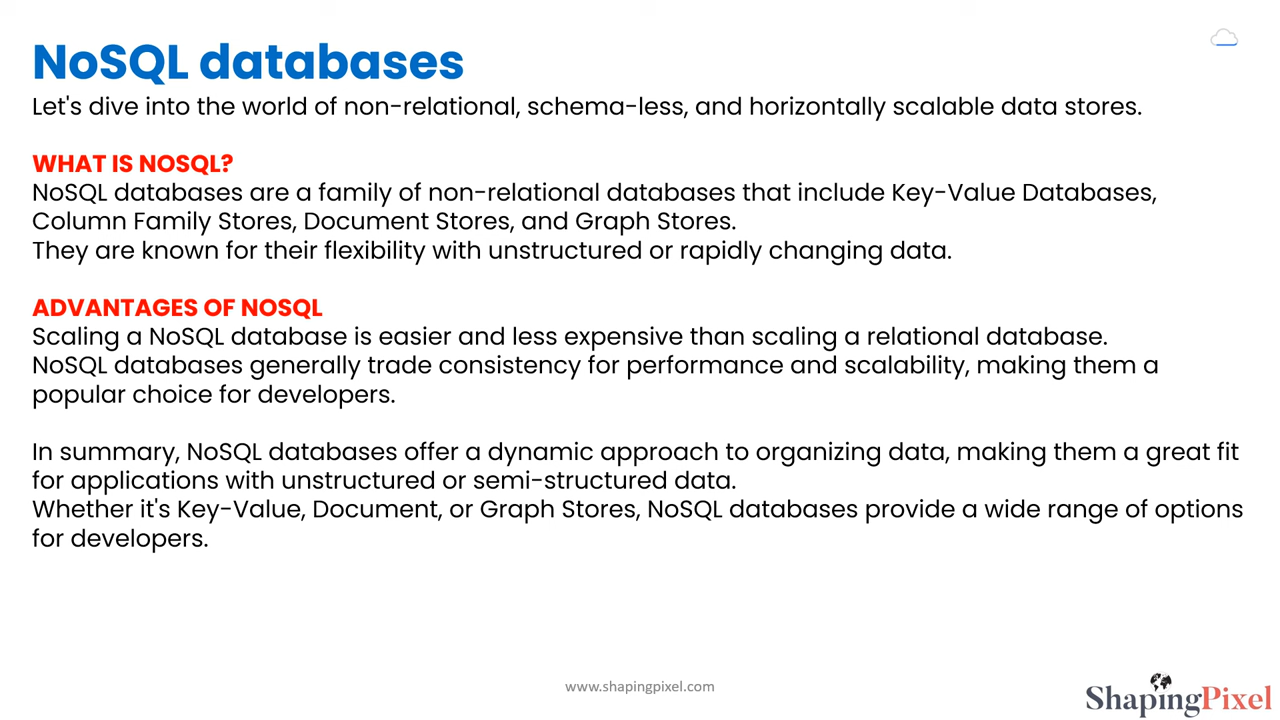 NoSQL databases
Let's dive into the world of non-relational, schema-less, and horizontally scalable data stores.
WHAT IS NOSQL?
NoSQL databases are a family of non-relational databases that include Key-Value Databases,
Column Family Stores, Document Stores, and Graph Stores.
They are known for their flexibility with unstructured or rapidly changing data.
ADVANTAGES OF NOSQL
Scaling a NoSQL database is easier and less expensive than scaling a relational database.
NoSQL databases generally trade consistency for performance and scalability, making them a
popular choice for developers.
In summary, NoSQL databases offer a dynamic approach to organizing data, making them a great fit
for applications with unstructured or semi-structured data.
Whether it's Key-Value, Document, or Graph Stores, NoSQL databases provide a wide range of options
for developers.
www.shapingpixel.com
ShapingPixel